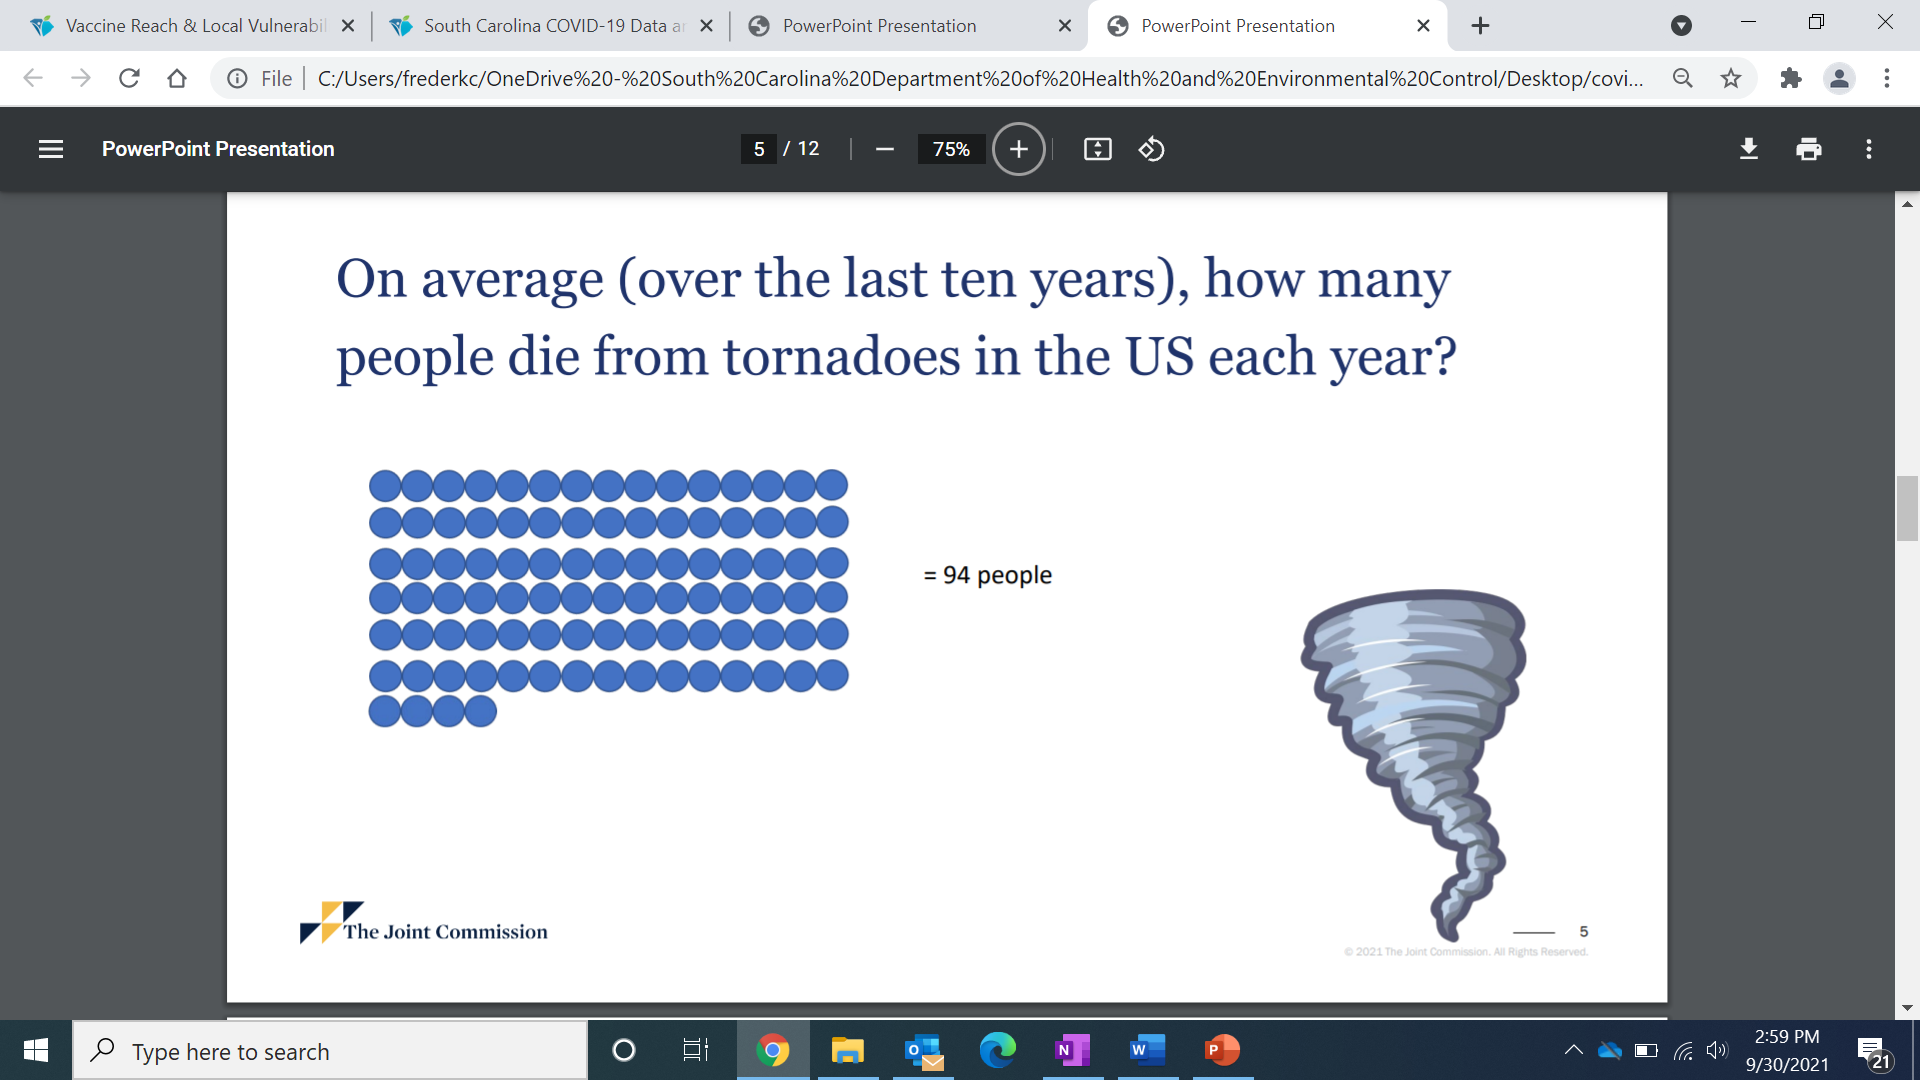 Vaccine Reach & Local Vulnerabil
South Carolina COVID-19 Data ar
PowerPoint Presentation
PowerPoint Presentation
File
C:/Users/frederkc/OneDrive%20-%20South%20Carolina%20Department%20of%20Health%20and%20Environmental%20Control/Desktop/covi...
PowerPoint Presentation
5 / 12
75%
On average (over the last ten years), how many
people die from tornadoes in the US each year?
= 94 people
The Joint Commission
5
© 2021 The Joint Commission. All Rights Reserved.
Type here to search
2:59 PM
9/30/2021
21